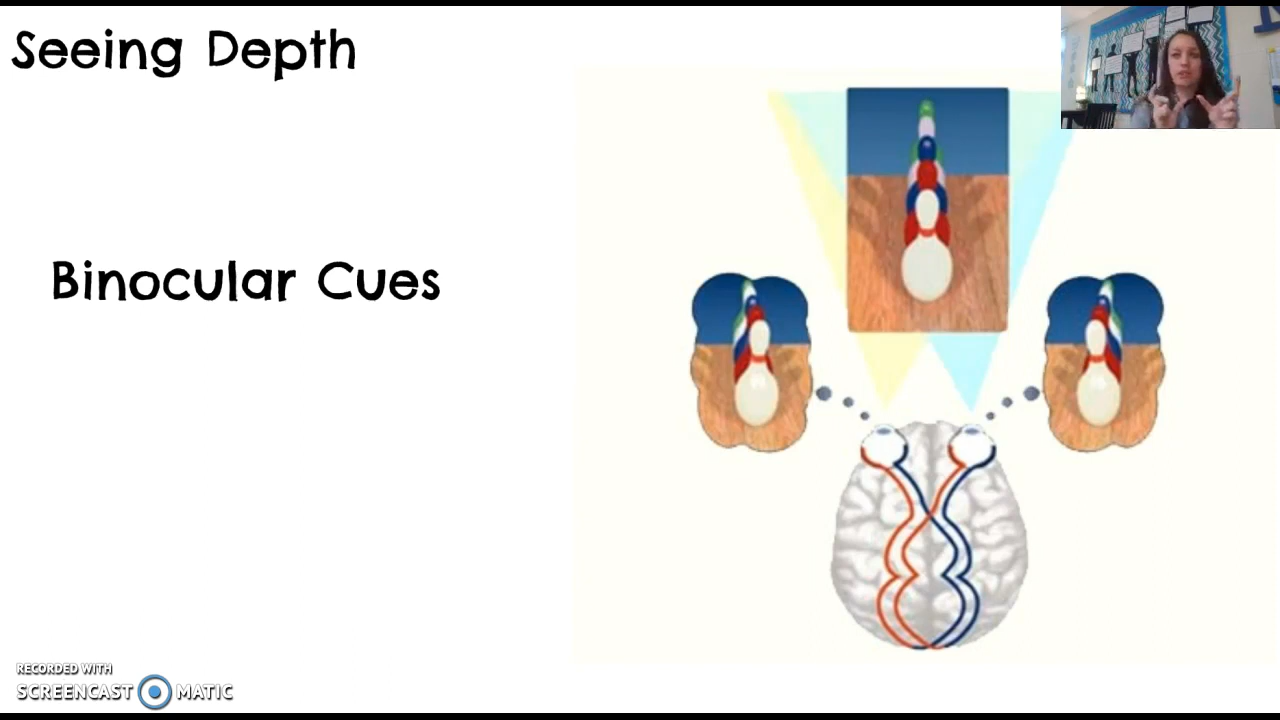 Seeing Depth
Binocular Cues
RECORDED WITH
SCREENCAST MATIC